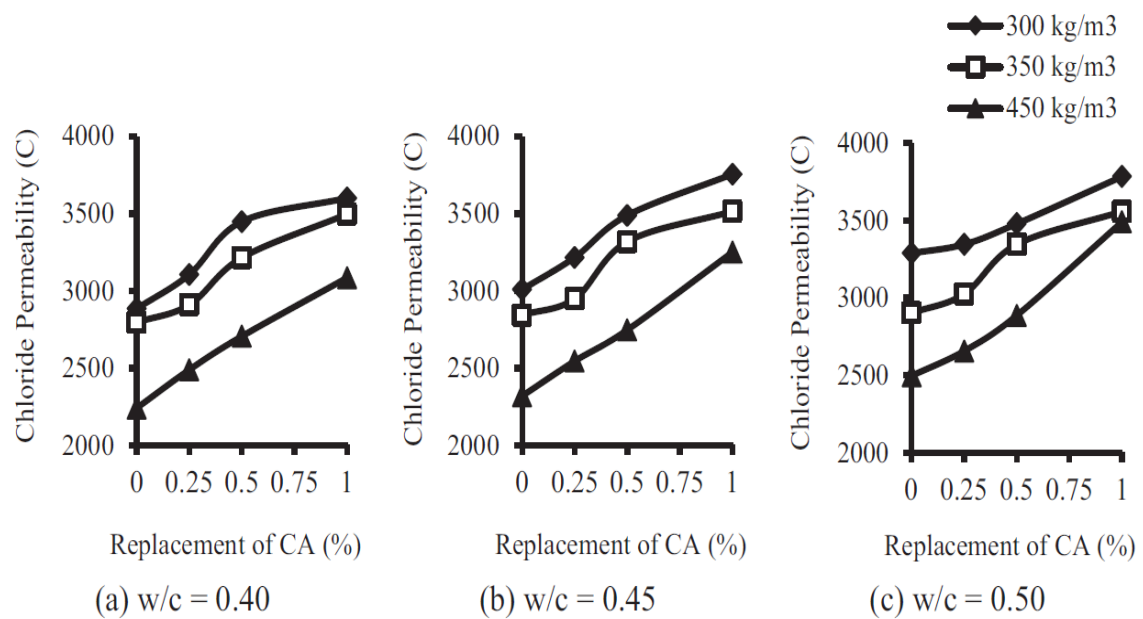 300 kg/m3
350 kg/m3
450 kg/m3
Chloride Permeability (C)
4000
3500
3000
2500
2000
0 0.25 0.5 0.75 1
Replacement of CA (%)
(a) w/c = 0.40
Chloride Permeability (C)
4000
3500
3000
2500
2000
0 0.25 0.5 0.75 1
Replacement of CA (%)
(b) w/c = 0.45
Chloride Permeability (C)
4000
3500
3000
2500
2000
0 0.25 0.5 0.75 1
Replacement of CA (%)
(c) w/c = 0.50